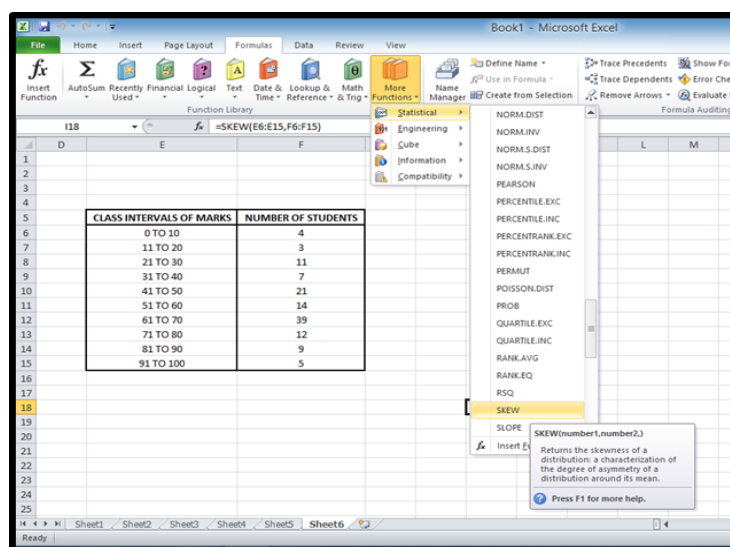 Book1 - Microsoft Excel
File Home Insert Page Layout Formulas Data Review View
fx Σ A ? θ
Insert Function
AutoSum
Recently Used
Financial
Logical
Text
Date & Time
Lookup & Reference
Math & Trig
More Functions
Name Manager
Define Name
Use in Formula
Create from Selection
Trace Precedents
Trace Dependents
Remove Arrows
Show For
Error Che
Evaluate
Function Library
Formula Auditing
I18 fx =SKEW(E6:E15,F6:F15)
Statistical
Engineering
Cube
Information
Compatibility
NORM.DIST
NORM.INV
NORM.S.DIST
NORM.S.INV
PEARSON
PERCENTILE.EXC
PERCENTILE.INC
PERCENTRANK.EXC
PERCENTRANK.INC
PERMUT
POISSON.DIST
PROB
QUARTILE.EXC
QUARTILE.INC
RANK.AVG
RANK.EQ
RSQ
SKEW
SLOPE
fx Insert
SKEW(number1,number2,)
Returns the skewness of a
distribution: a characterization of
the degree of asymmetry of a
distribution around its mean.
Press F1 for more help.
D E F L M
1
2
3
4
5 CLASS INTERVALS OF MARKS NUMBER OF STUDENTS
6 0 TO 10 4
7 11 TO 20 3
8 21 TO 30 11
9 31 TO 40 7
10 41 TO 50 21
11 51 TO 60 14
12 61 TO 70 39
13 71 TO 80 12
14 81 TO 90 9
15 91 TO 100 5
16
17
18
19
20
21
22
23
24
25
Sheet1 Sheet2 Sheet3 Sheet4 Sheet5 Sheet6
Ready